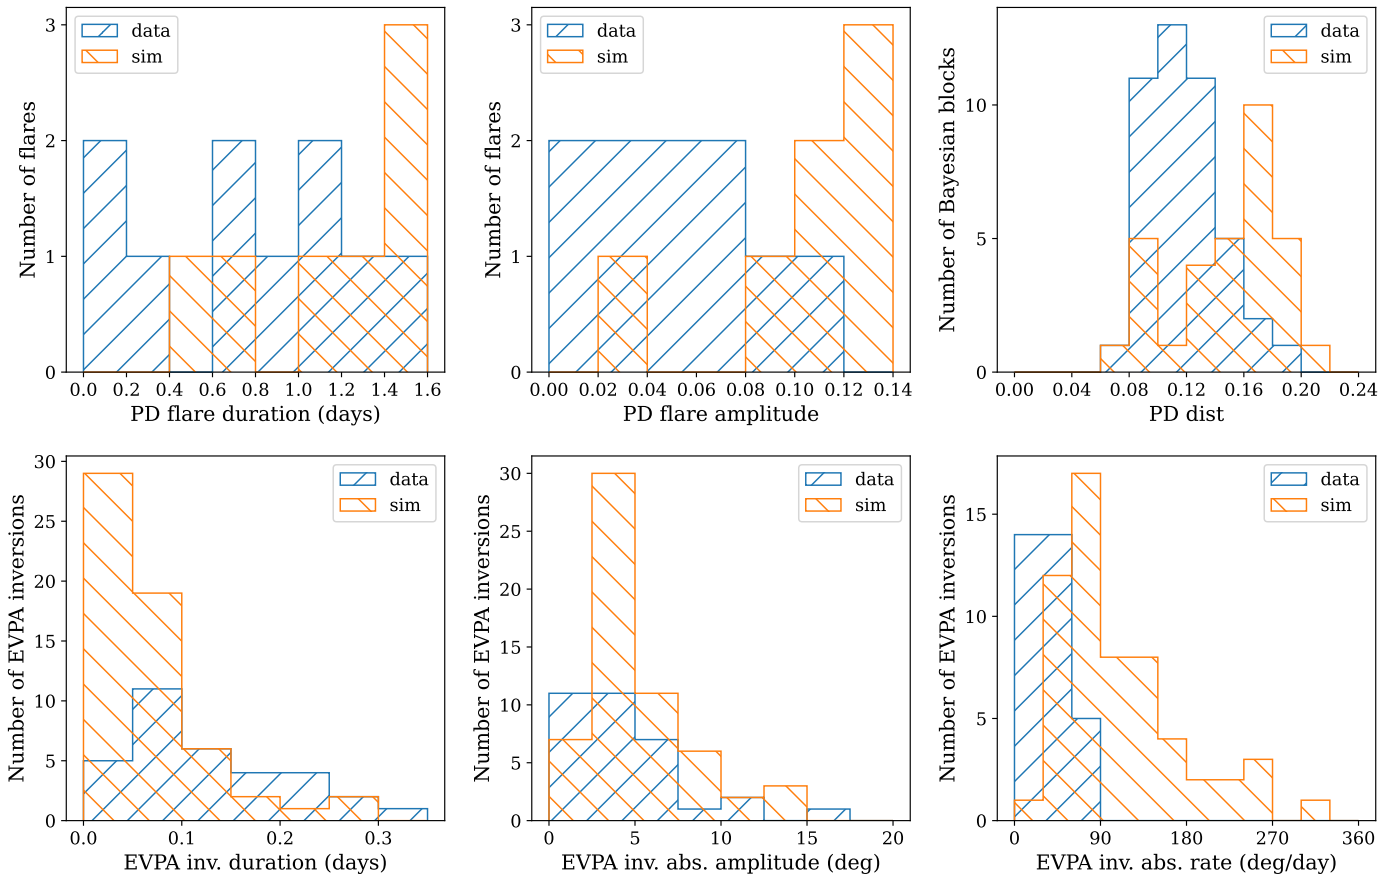 data
sim
Number of flares
0
1
2
3
0.0 0.2 0.4 0.6 0.8 1.0 1.2 1.4 1.6
PD flare duration (days)
data
sim
Number of flares
0
1
2
3
0.00 0.02 0.04 0.06 0.08 0.10 0.12 0.14
PD flare amplitude
data
sim
Number of Bayesian blocks
0
5
10
0.00 0.04 0.08 0.12 0.16 0.20 0.24
PD dist
data
sim
Number of EVPA inversions
0
5
10
15
20
25
30
0.0 0.1 0.2 0.3
EVPA inv. duration (days)
data
sim
Number of EVPA inversions
0
5
10
15
20
25
30
0 5 10 15 20
EVPA inv. abs. amplitude (deg)
data
sim
Number of EVPA inversions
0
5
10
15
0 90 180 270 360
EVPA inv. abs. rate (deg/day)